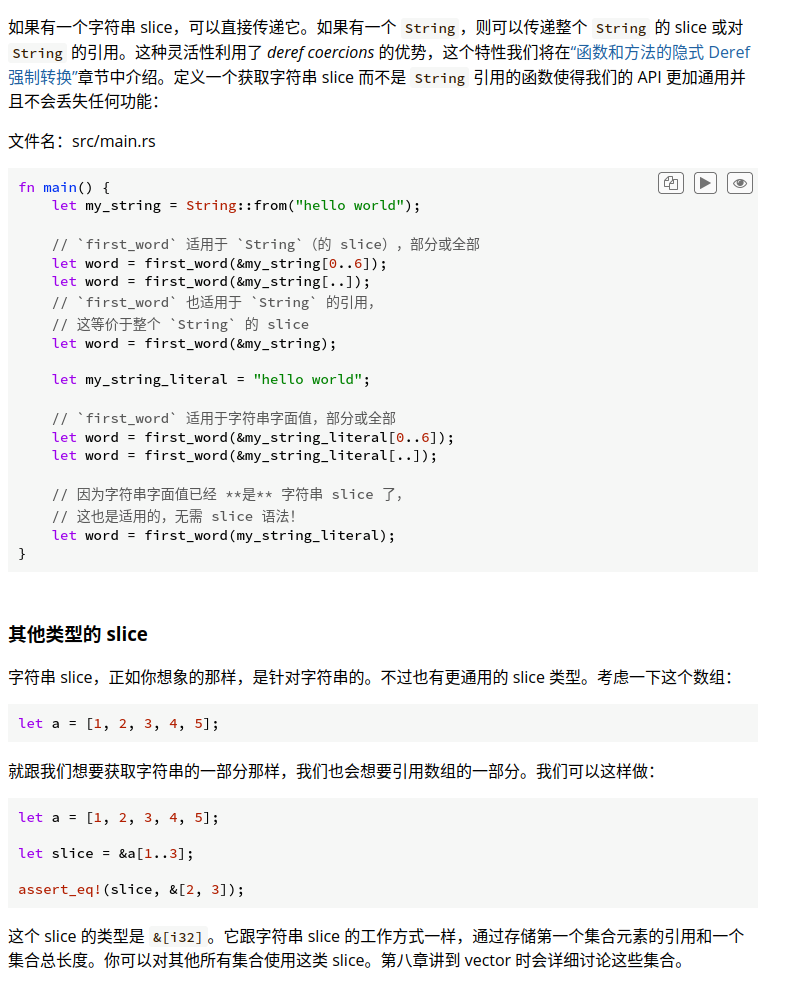 如果有一个字符串 slice，可以直接传递它。如果有一个 String ，则可以传递整个 String 的 slice 或对
String 的引用。这种灵活性利用了 deref coercions 的优势，这个特性我们将在“函数和方法的隐式 Deref
强制转换”章节中介绍。定义一个获取字符串 slice 而不是 String 引用的函数使得我们的 API 更加通用并
且不会丢失任何功能：
文件名：src/main.rs
fn main() {
    let my_string = String::from("hello world");

    // `first_word` 适用于 `String`（的 slice），部分或全部
    let word = first_word(&my_string[0..6]);
    let word = first_word(&my_string[..]);
    // `first_word` 也适用于 `String` 的引用，
    // 这等价于整个 `String` 的 slice
    let word = first_word(&my_string);

    let my_string_literal = "hello world";

    // `first_word` 适用于字符串字面值，部分或全部
    let word = first_word(&my_string_literal[0..6]);
    let word = first_word(&my_string_literal[..]);

    // 因为字符串字面值已经 **是** 字符串 slice 了，
    // 这也是适用的，无需 slice 语法！
    let word = first_word(my_string_literal);
}
其他类型的 slice
字符串 slice，正如你想象的那样，是针对字符串的。不过也有更通用的 slice 类型。考虑一下这个数组：
let a = [1, 2, 3, 4, 5];
就跟我们想要获取字符串的一部分那样，我们也会想要引用数组的一部分。我们可以这样做：
let a = [1, 2, 3, 4, 5];

let slice = &a[1..3];

assert_eq!(slice, &[2, 3]);
这个 slice 的类型是 &[i32] 。它跟字符串 slice 的工作方式一样，通过存储第一个集合元素的引用和一个
集合总长度。你可以对其他所有集合使用这类 slice。第八章讲到 vector 时会详细讨论这些集合。